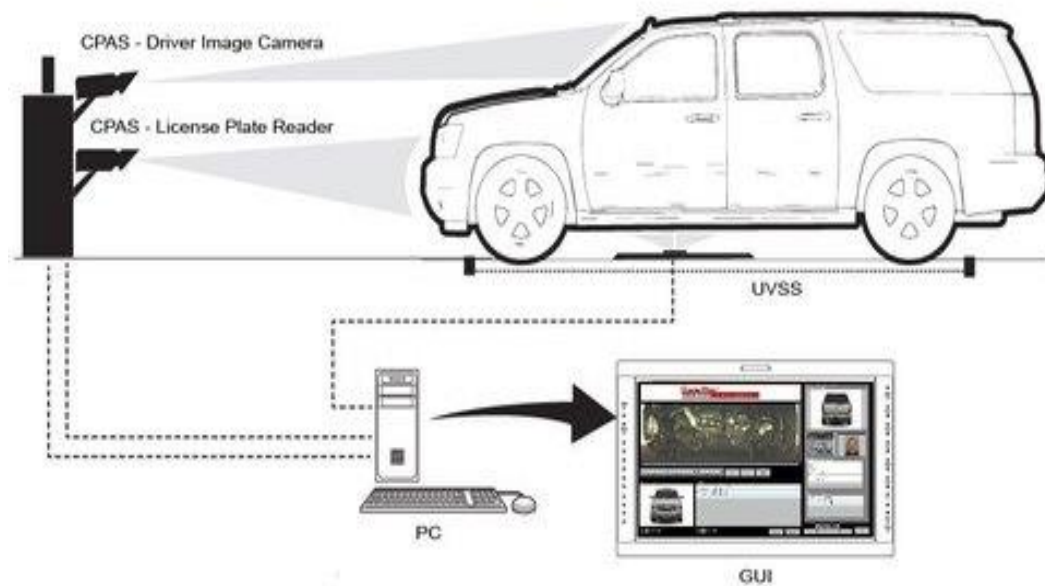 CPAS - Driver Image Camera
CPAS - License Plate Reader
UVSS
PC
GUI